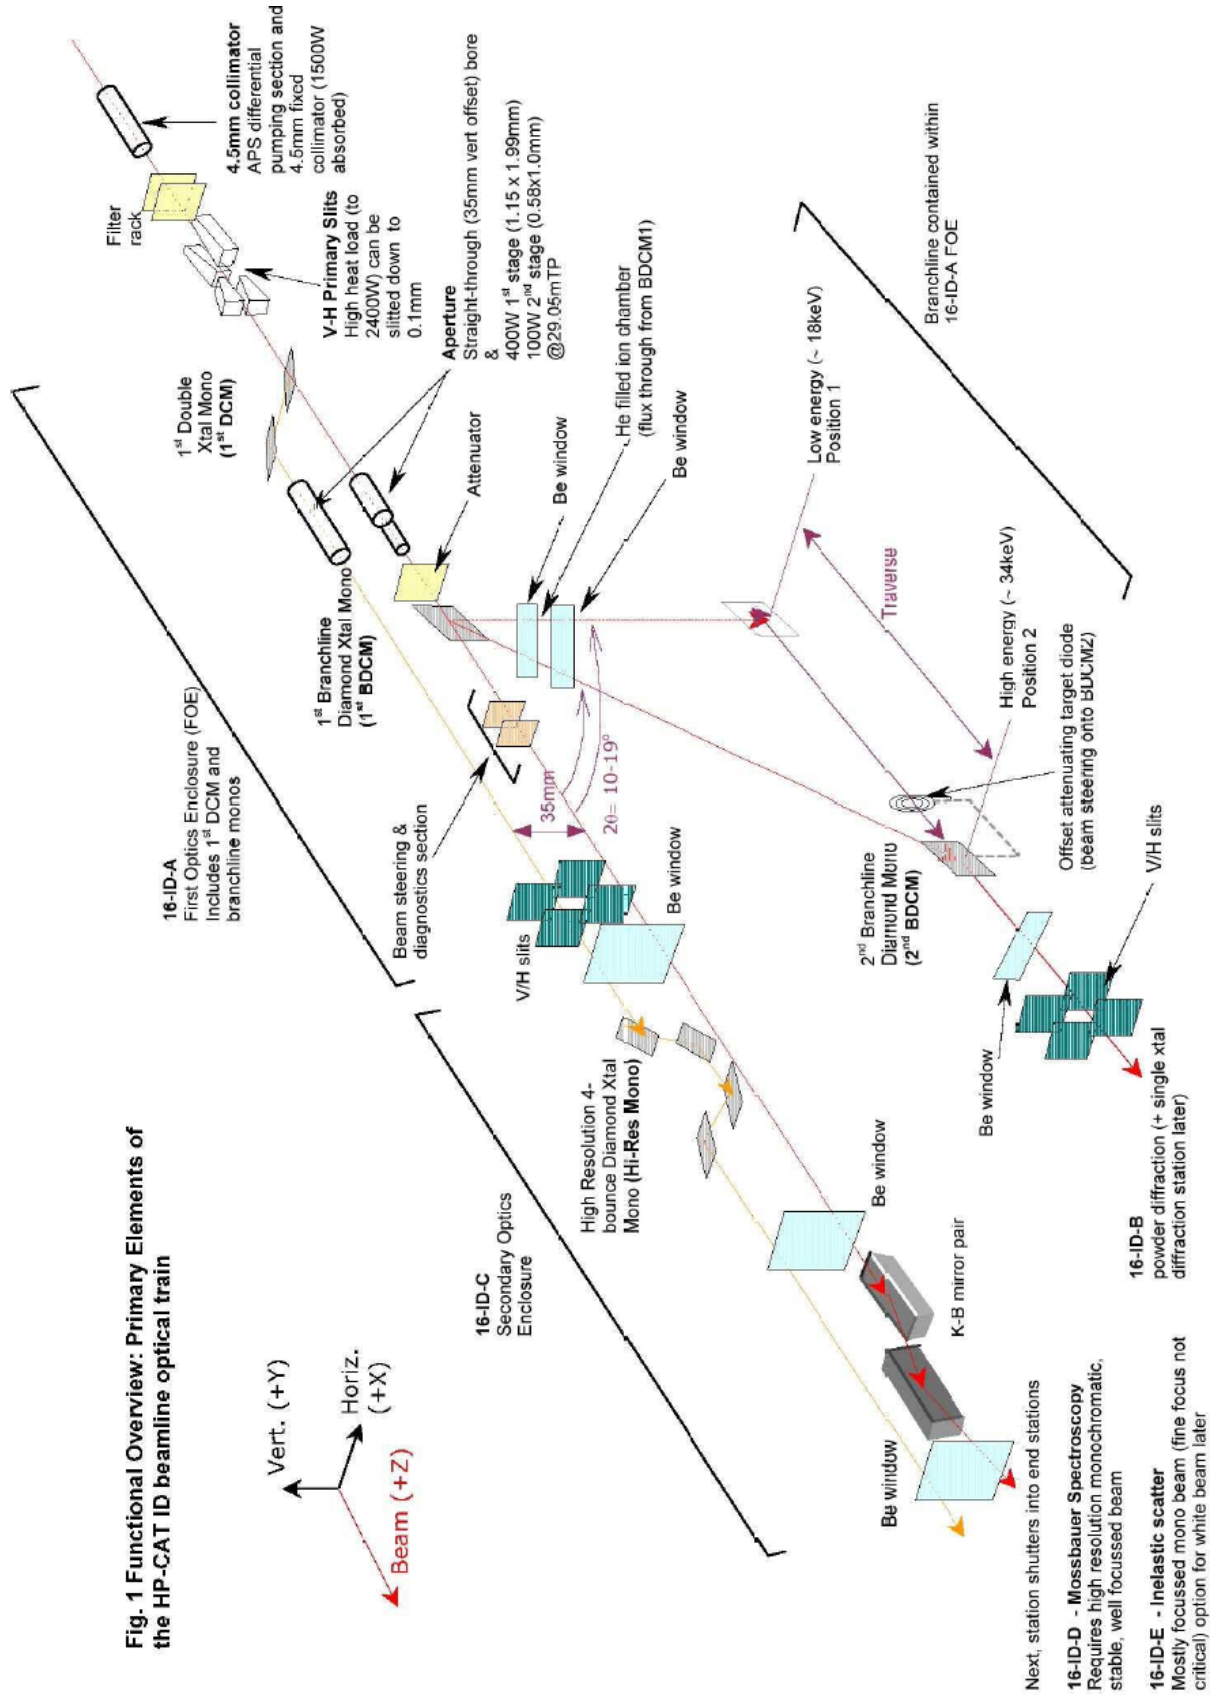 Fig. 1 Functional Overview: Primary Elements of
the HP-CAT ID beamline optical train
Vert. (+Y)
Horiz.
(+X)
Beam (+Z)
16-ID-A
First Optics Enclosure (FOE)
Includes 1st DCM and
branchline monos
16-ID-C
Secondary Optics
Enclosure
4.5mm collimator
APS differential
pumping section and
4.5mm fixed
collimator (1500W
absorbed)
Filter
rack
V-H Primary Slits
High heat load (to
2400W) can be
slitted down to
0.1mm
1st Double
Xtal Mono
(1st DCM)
Aperture
Straight-through (35mm vert offset) bore
&
400W 1st stage (1.15 x 1.99mm)
100W 2nd stage (0.58x1.0mm)
@29.05mTP
Attenuator
1st Branchline
Diamond Xtal Mono
(1st BDCM)
Be window
He filled ion chamber
(flux through from BDCM1)
Be window
Beam steering &
diagnostics section
35mm
2θ= 10-19°
V/H slits
Be window
Low energy (~ 18keV)
Position 1
Traverse
High energy (~ 34keV)
Position 2
Branchline contained within
16-ID-A FOE
Offset attenuating target diode
(beam steering onto BDCM2)
2nd Branchline
Diamond Mono
(2nd BDCM)
V/H slits
Be window
16-ID-B
powder diffraction (+ single xtal
diffraction station later)
High Resolution 4-
bounce Diamond Xtal
Mono (Hi-Res Mono)
Be window
K-B mirror pair
Be window
Next, station shutters into end stations
16-ID-D - Mossbauer Spectroscopy
Requires high resolution monochromatic,
stable, well focussed beam
16-ID-E - Inelastic scatter
Mostly focussed mono beam (fine focus not
critical) option for white beam later